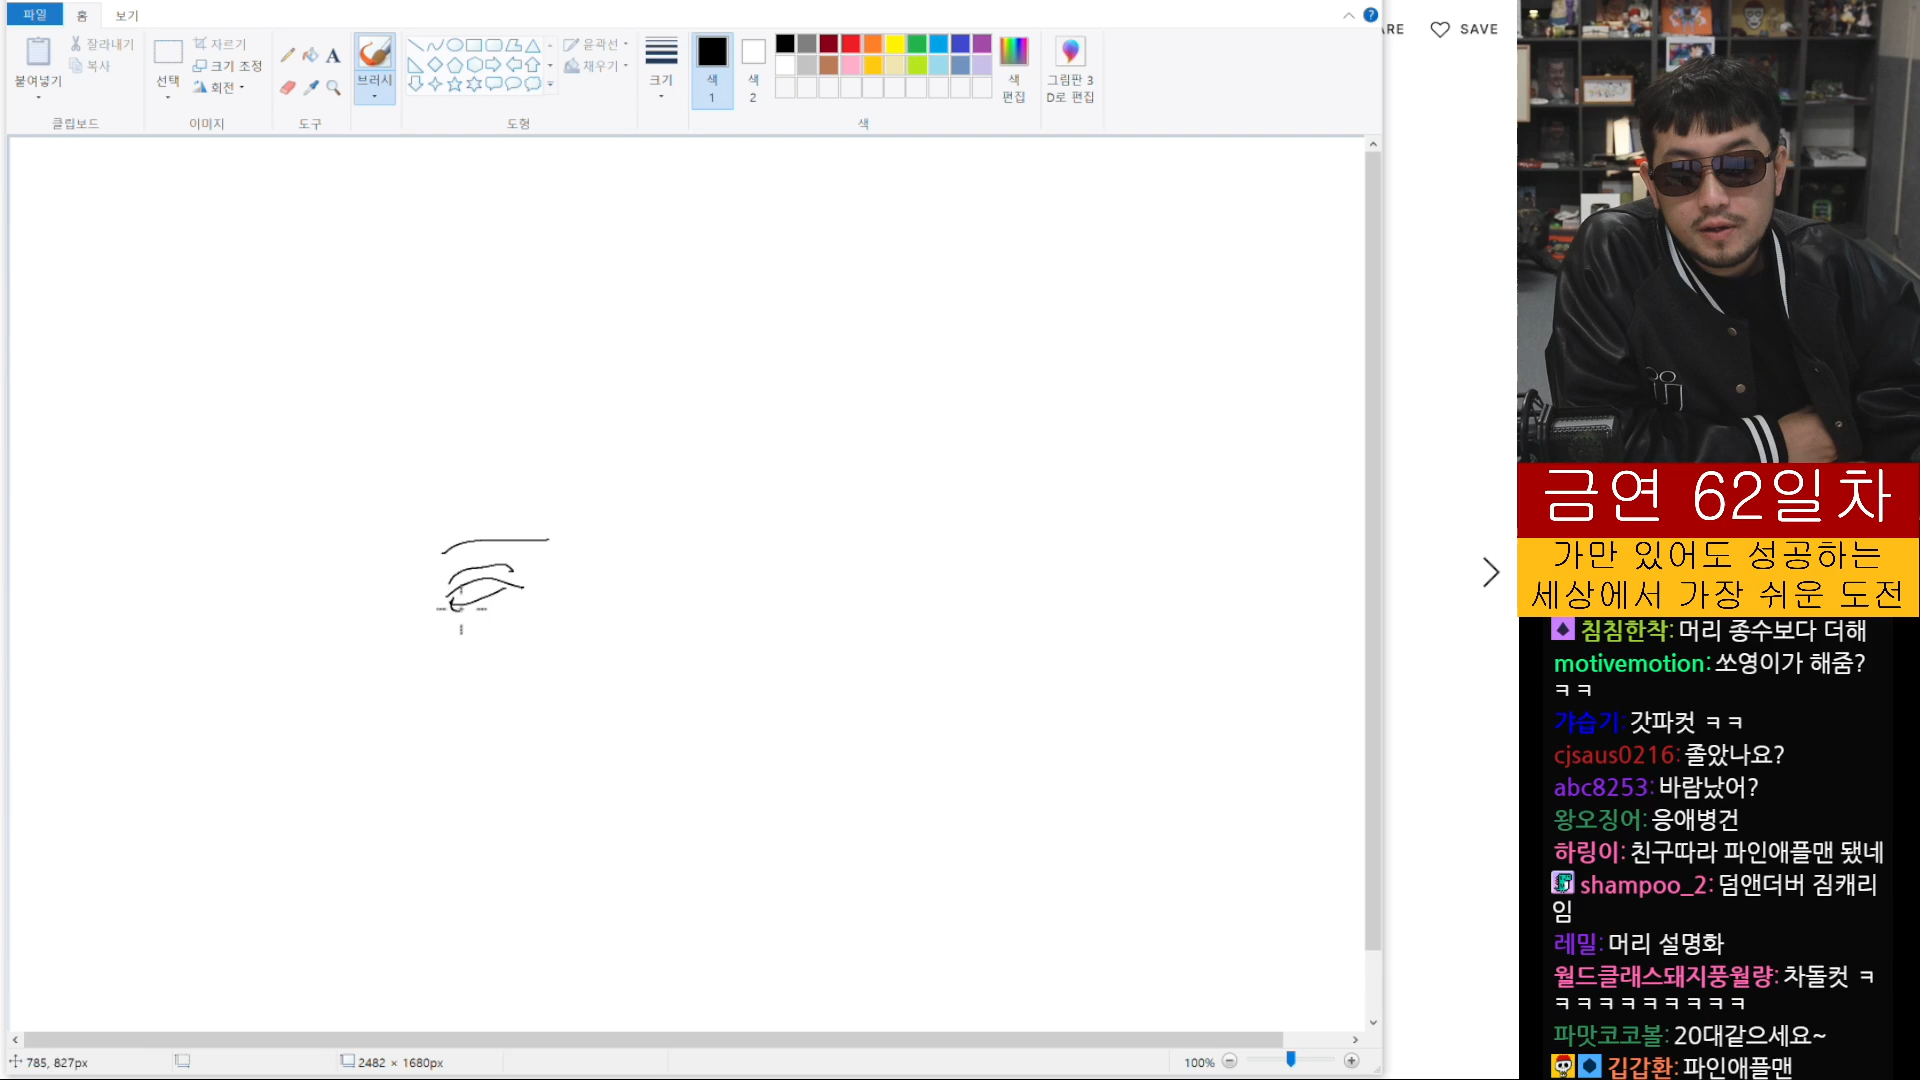 파일
홈
보기
RE
SAVE
붙여넣기
잘라내기
복사
클립보드
선택
자르기
크기 조정
회전
이미지
A
도구
브러시
윤곽선
채우기
도형
크기
색
1
색
2
색
편집
그림판 3
D로 편집
색
금연 62일차
가만 있어도 성공하는
세상에서 가장 쉬운 도전
침침한착: 머리 종수보다 더해
motivemotion: 쏘영이가 해줌?
ㅋㅋ
갸습기: 갓파컷 ㅋㅋ
cjsaus0216: 졸았나요?
abc8253: 바람났어?
왕오징어: 응애병건
하링이: 친구따라 파인애플맨 됐네
shampoo_2: 덤앤더버 짐캐리
임
레밀: 머리 설명화
월드클래스돼지풍월량: 차돌컷 ㅋ
ㅋㅋㅋㅋㅋㅋㅋㅋㅋ
파맛코코볼: 20대같으세요~
김갑환: 파인애플맨
785, 827px
2482 × 1680px
100%